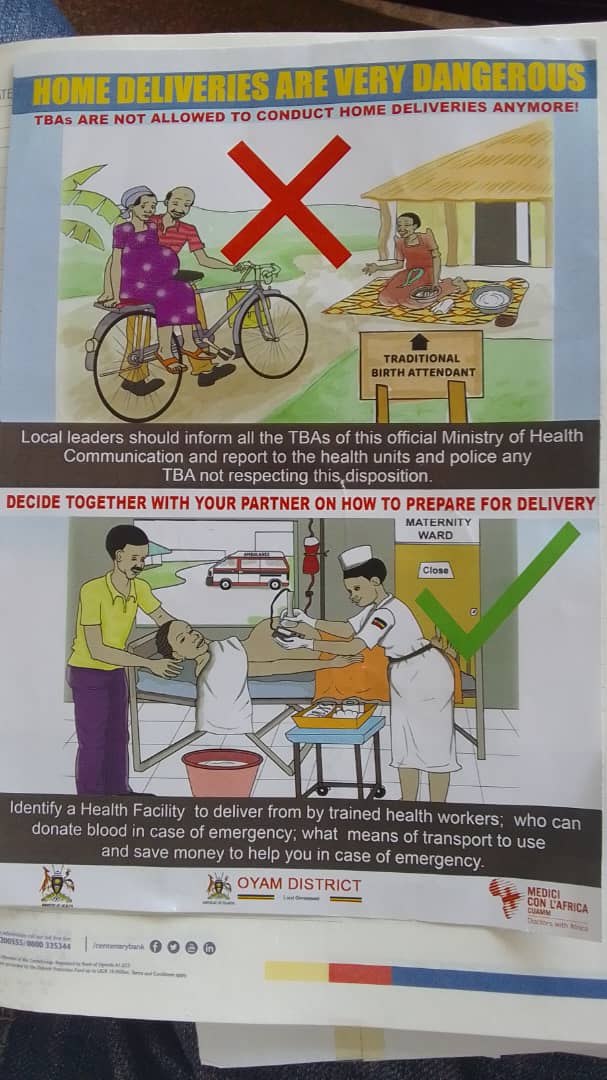 HOME DELIVERIES ARE VERY DANGEROUS
TBAs ARE NOT ALLOWED TO CONDUCT HOME DELIVERIES ANYMORE!
TRADITIONAL
BIRTH ATTENDANT
Local leaders should inform all the TBAs of this official Ministry of Health
Communication and report to the health units and police any
TBA not respecting this disposition.
DECIDE TOGETHER WITH YOUR PARTNER ON HOW TO PREPARE FOR DELIVERY
MATERNITY
WARD
AMBULANCE
Close
Identify a Health Facility to deliver from by trained health workers; who can
donate blood in case of emergency; what means of transport to use
and save money to help you in case of emergency.
OYAM DISTRICT
Local Government
MEDICI
CON L'AFRICA
CUAMM
Doctors with Africa
200555/0800 335344
/centenarybank